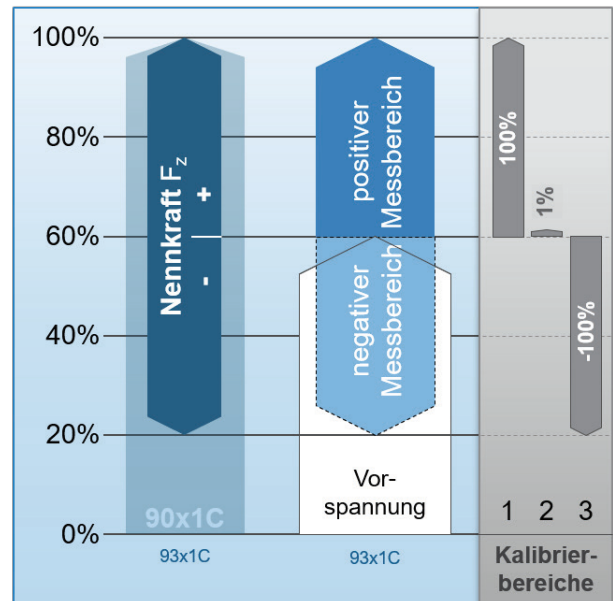 100%
80%
60%
40%
20%
0%
Nennkraft Fz
+
-
90x1C
93x1C
positiver
Messbereich
negativer
Messbereich
Vor-
spannung
93x1C
100%
1%
-100%
1 2 3
Kalibrier-
bereiche